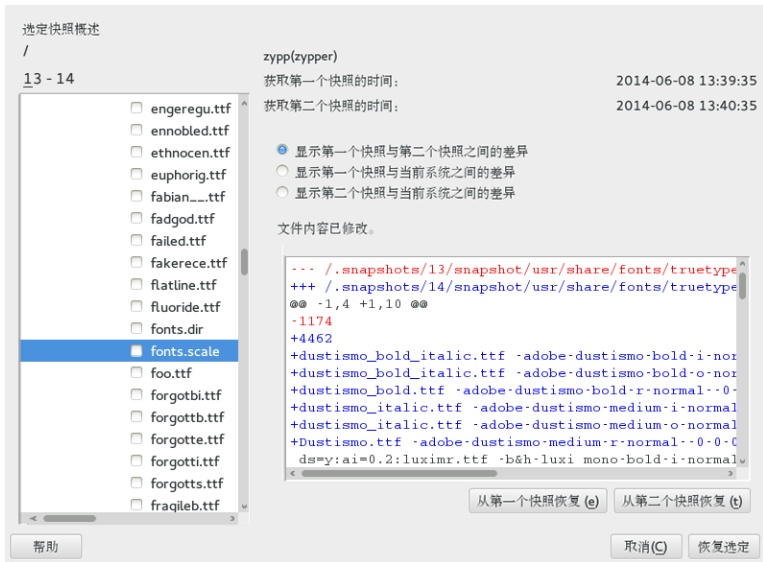 选定快照概述
/
13 - 14
engeregu.ttf
ennobled.ttf
ethnocen.ttf
euphorig.ttf
fabian__.ttf
fadgod.ttf
failed.ttf
fakerece.ttf
flatline.ttf
fluoride.ttf
fonts.dir
fonts.scale
foo.ttf
forgotbi.ttf
forgottb.ttf
forgotte.ttf
forgotti.ttf
forgotts.ttf
fragileb.ttf
zypp(zypper)
获取第一个快照的时间： 2014-06-08 13:39:35
获取第二个快照的时间： 2014-06-08 13:40:35
显示第一个快照与第二个快照之间的差异
显示第一个快照与当前系统之间的差异
显示第二个快照与当前系统之间的差异
文件内容已修改。
--- /.snapshots/13/snapshot/usr/share/fonts/truetype
+++ /.snapshots/14/snapshot/usr/share/fonts/truetype
@@ -1,4 +1,10 @@
-1174
+4462
+dustismo_bold_italic.ttf -adobe-dustismo-bold-i-nor
+dustismo_bold_italic.ttf -adobe-dustismo-bold-o-nor
+dustismo_bold.ttf -adobe-dustismo-bold-r-normal--0-
+dustismo_italic.ttf -adobe-dustismo-medium-i-normal
+dustismo_italic.ttf -adobe-dustismo-medium-o-normal
+Dustismo.ttf -adobe-dustismo-medium-r-normal--0-0-0
ds=y:ai=0.2:luximr.ttf -b&h-luxi mono-bold-i-normal
从第一个快照恢复 (e) 从第二个快照恢复 (t)
帮助 取消(C) 恢复选定